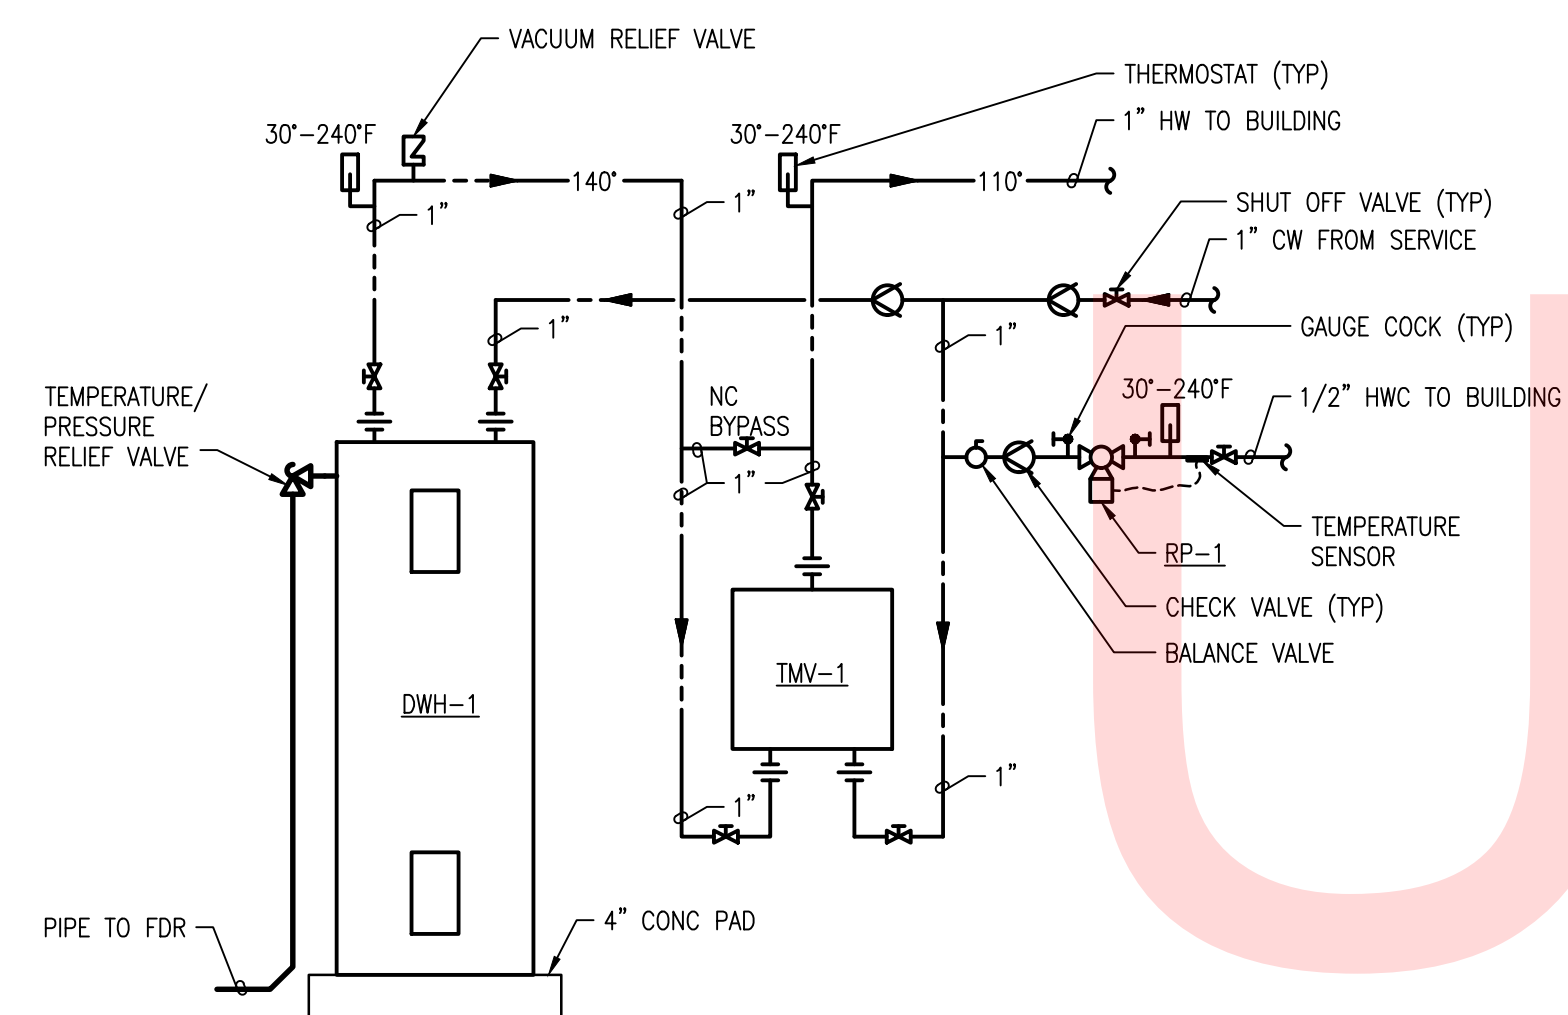 VACUUM RELIEF VALVE
THERMOSTAT (TYP)
1” HW TO BUILDING
30°-240°F
30°-240°F
140°
110°
1”
1”
SHUT OFF VALVE (TYP)
1” CW FROM SERVICE
1”
1”
GAUGE COCK (TYP)
TEMPERATURE/
PRESSURE
RELIEF VALVE
NC
BYPASS
30°-240°F
1/2” HWC TO BUILDING
1”
TEMPERATURE
SENSOR
RP-1
CHECK VALVE (TYP)
BALANCE VALVE
TMV-1
DWH-1
1”
1”
PIPE TO FDR
4” CONC PAD